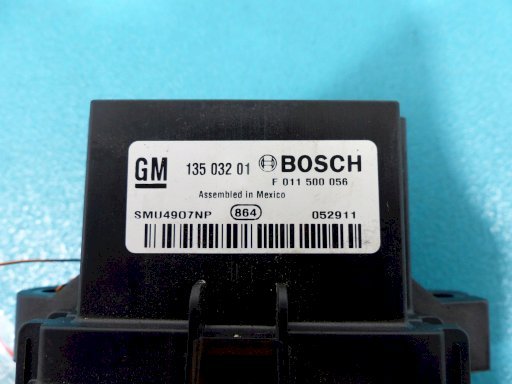 GM 135 032 01 BOSCH
F 011 500 056
Assembled in Mexico
SMU4907NP 864 052911